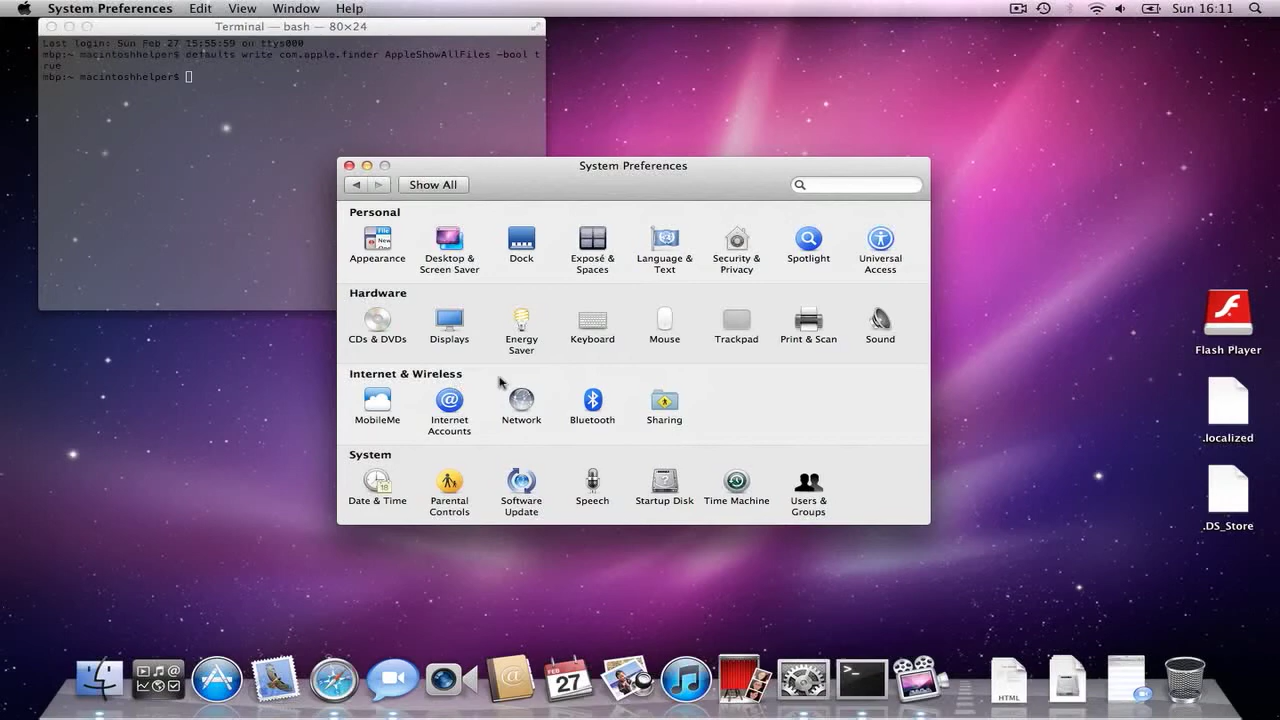 System Preferences Edit View Window Help
Sun 16:11
Terminal — bash — 80×24
Last login: Sun Feb 27 15:55:59 on ttys000
mbp:~ macintoshhelper$ defaults write com.apple.finder AppleShowAllFiles -bool t
rue
mbp:~ macintoshhelper$
System Preferences
Show All
Personal
Appearance
Desktop &
Screen Saver
Dock
Exposé &
Spaces
Language &
Text
Security &
Privacy
Spotlight
Universal
Access
Hardware
CDs & DVDs
Displays
Energy
Saver
Keyboard
Mouse
Trackpad
Print & Scan
Sound
Internet & Wireless
MobileMe
Internet
Accounts
Network
Bluetooth
Sharing
System
Date & Time
Parental
Controls
Software
Update
Speech
Startup Disk
Time Machine
Users &
Groups
File
New
18
Flash Player
.localized
.DS_Store
FEB
27
HTML